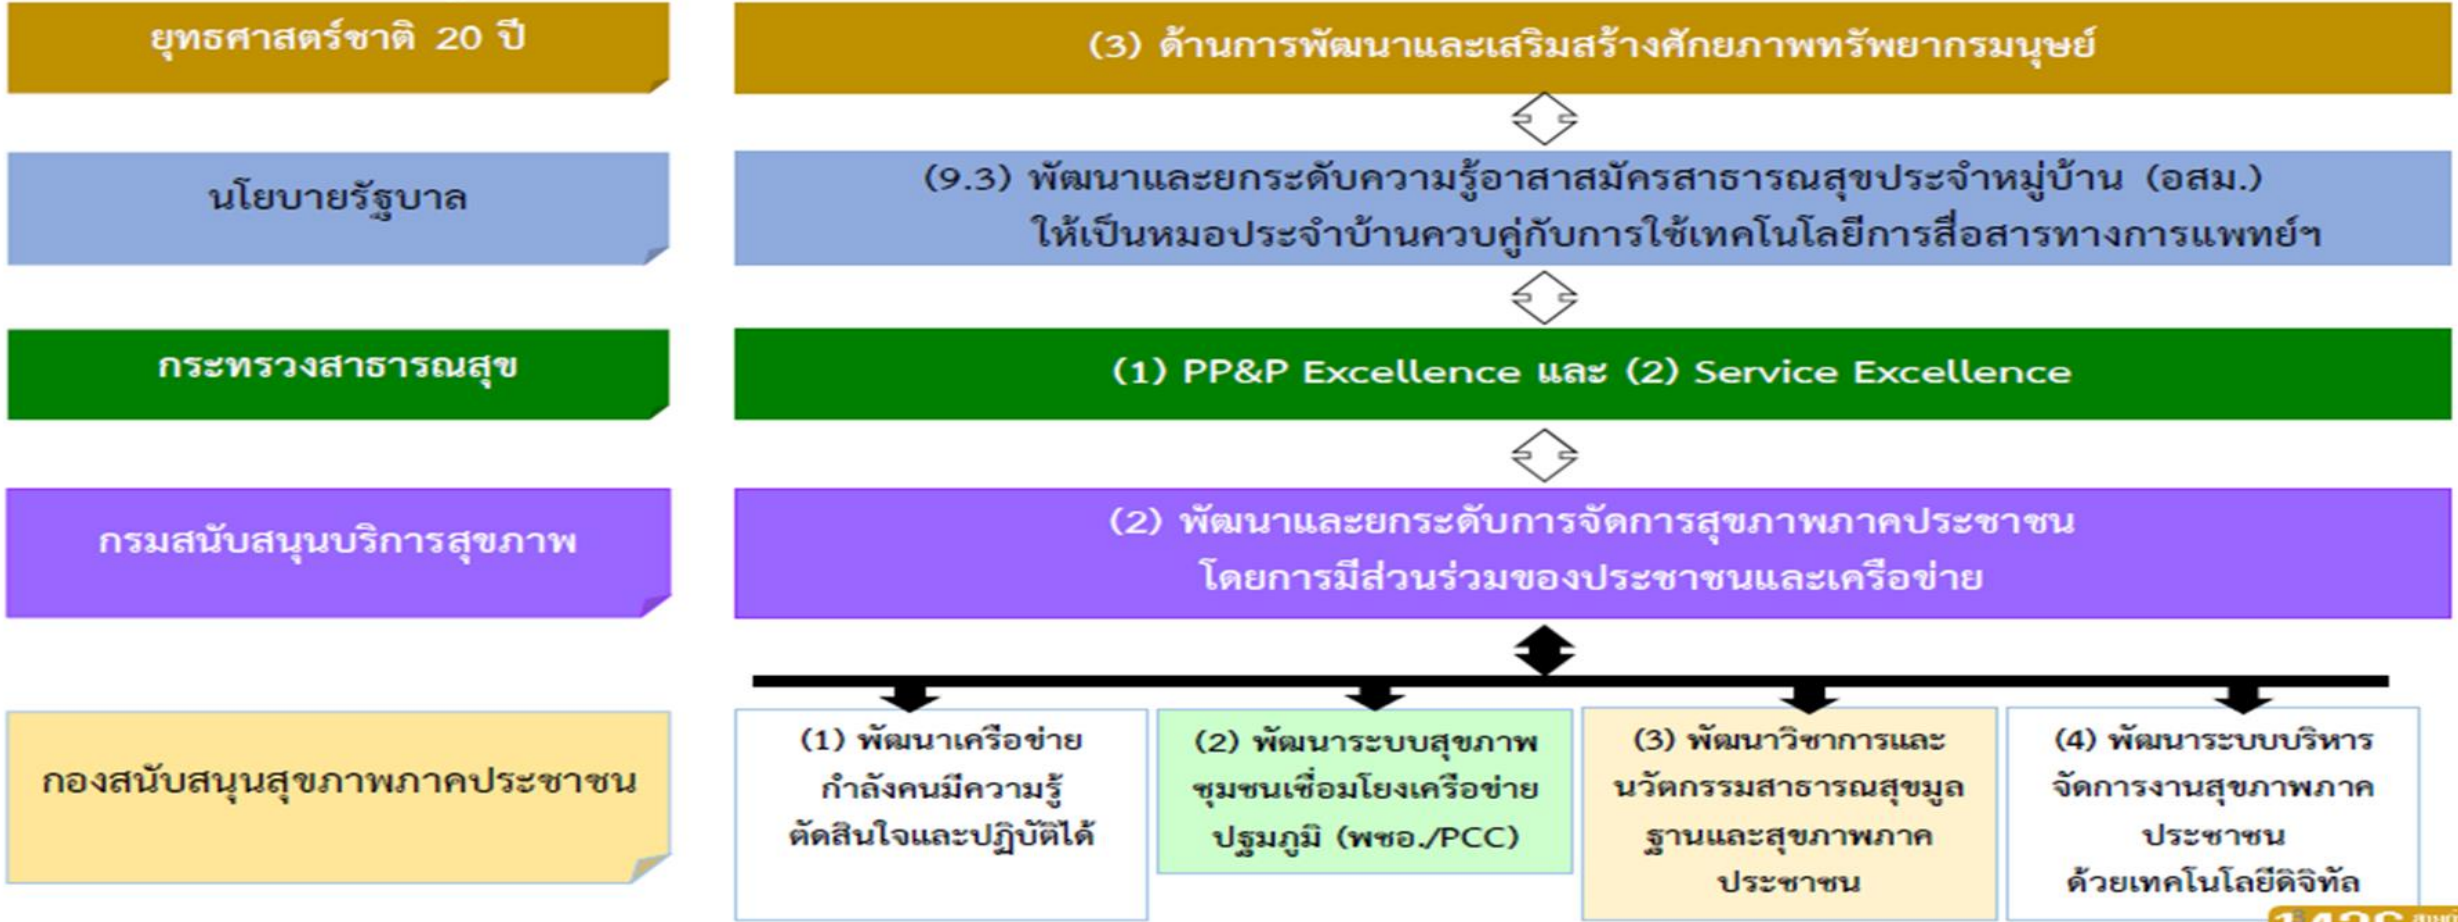 ยุทธศาสตร์ชาติ 20 ปี
(3) ด้านการพัฒนาและเสริมสร้างศักยภาพทรัพยากรมนุษย์
นโยบายรัฐบาล
(9.3) พัฒนาและยกระดับความรู้อาสาสมัครสาธารณสุขประจำหมู่บ้าน (อสม.)
ให้เป็นหมอประจำบ้านควบคู่กับการใช้เทคโนโลยีการสื่อสารทางการแพทย์ฯ
กระทรวงสาธารณสุข
(1) PP&P Excellence และ (2) Service Excellence
กรมสนับสนุนบริการสุขภาพ
(2) พัฒนาและยกระดับการจัดการสุขภาพภาคประชาชน
โดยการมีส่วนร่วมของประชาชนและเครือข่าย
กองสนับสนุนสุขภาพภาคประชาชน
(1) พัฒนาเครือข่าย
กำลังคนมีความรู้
ตัดสินใจและปฏิบัติได้
(2) พัฒนาระบบสุขภาพ
ชุมชนเชื่อมโยงเครือข่าย
ปฐมภูมิ (พชอ./PCC)
(3) พัฒนาวิชาการและ
นวัตกรรมสาธารณสุขมูล
ฐานและสุขภาพภาค
ประชาชน
(4) พัฒนาระบบบริหาร
จัดการงานสุขภาพภาค
ประชาชน
ด้วยเทคโนโลยีดิจิทัล